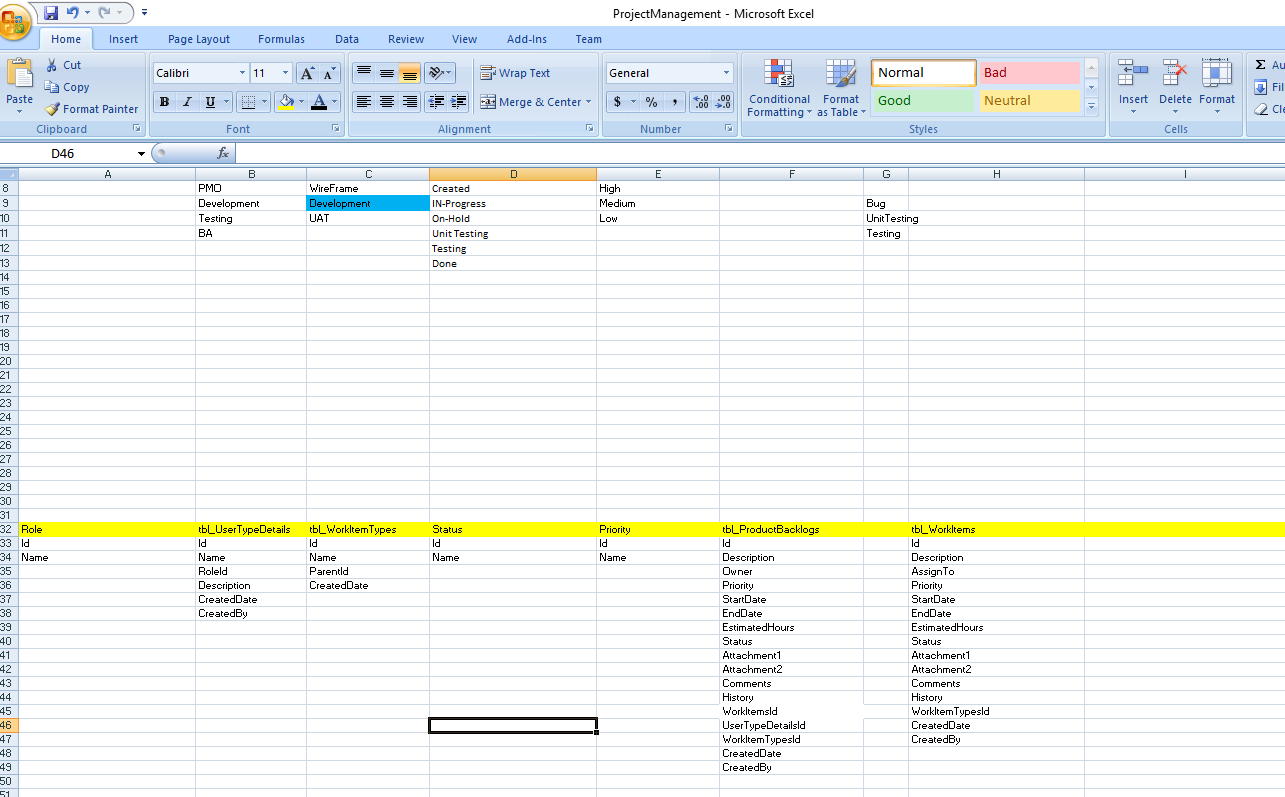 ProjectManagement - Microsoft Excel
Home Insert Page Layout Formulas Data Review View Add-Ins Team
Cut
Copy
Format Painter
Paste
Clipboard
Calibri 11 A A
B I U A
Font
Wrap Text
Merge & Center
Alignment
General
$ % , .00 .00
Number
Conditional Formatting
Format as Table
Normal Bad
Good Neutral
Styles
Insert Delete Format
Cells
Σ Au
Fil
Cle
D46 fx
A B C D E F G H I
8 PMO WireFrame Created High
9 Development Development IN-Progress Medium Bug
10 Testing UAT On-Hold Low UnitTesting
11 BA Unit Testing Testing
12 Testing
13 Done
14
15
16
17
18
19
20
21
22
23
24
25
26
27
28
29
30
31
32 Role tbl_UserTypeDetails tbl_WorkItemTypes Status Priority tbl_ProductBacklogs tbl_WorkItems
33 Id Id Id Id Id Id Id
34 Name Name Name Name Name Description Description
35 RoleId ParentId Owner AssignTo
36 Description CreatedDate Priority Priority
37 CreatedDate StartDate StartDate
38 CreatedBy EndDate EndDate
39 EstimatedHours EstimatedHours
40 Status Status
41 Attachment1 Attachment1
42 Attachment2 Attachment2
43 Comments Comments
44 History History
45 WorkItemsId WorkItemTypesId
46 UserTypeDetailsId CreatedDate
47 WorkItemTypesId CreatedBy
48 CreatedDate
49 CreatedBy
50
51